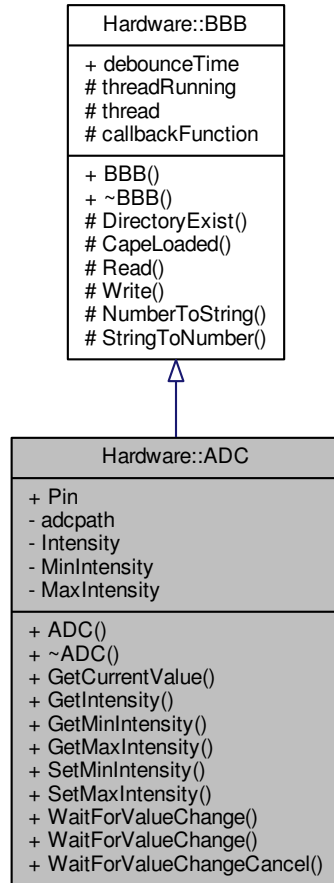 Hardware::BBB
+ debounceTime
# threadRunning
# thread
# callbackFunction
+ BBB()
+ ~BBB()
# DirectoryExist()
# CapeLoaded()
# Read()
# Write()
# NumberToString()
# StringToNumber()
Hardware::ADC
+ Pin
- adcpath
- Intensity
- MinIntensity
- MaxIntensity
+ ADC()
+ ~ADC()
+ GetCurrentValue()
+ GetIntensity()
+ GetMinIntensity()
+ GetMaxIntensity()
+ SetMinIntensity()
+ SetMaxIntensity()
+ WaitForValueChange()
+ WaitForValueChange()
+ WaitForValueChangeCancel()